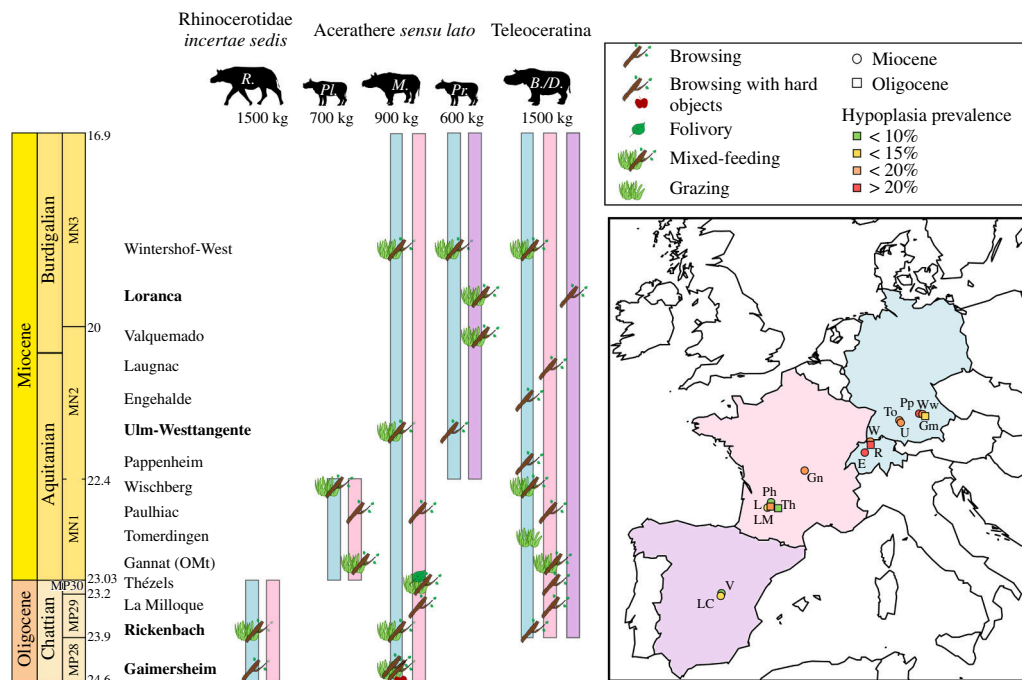 Rhinocerotidae
incertae sedis
Acerathere sensu lato
Teleoceratina
R.
Pl.
M.
Pr.
B./D.
1500 kg
700 kg
900 kg
600 kg
1500 kg
Browsing
Browsing with hard
objects
Folivory
Mixed-feeding
Grazing
Miocene
Oligocene
Hypoplasia prevalence
< 10%
< 15%
< 20%
> 20%
Miocene
Oligocene
Burdigalian
Aquitanian
Chattian
MN3
MN2
MN1
MP30
MP29
MP28
16.9
20
22.4
23.03
23.2
23.9
24.6
Wintershof-West
Loranca
Valquemado
Laugnac
Engehalde
Ulm-Westtangente
Pappenheim
Wischberg
Paulhiac
Tomerdingen
Gannat (OMt)
Thézels
La Milloque
Rickenbach
Gaimersheim
Pp Ww
To
U
Gm
W
R
E
Gn
Ph
L
Th
LM
V
LC